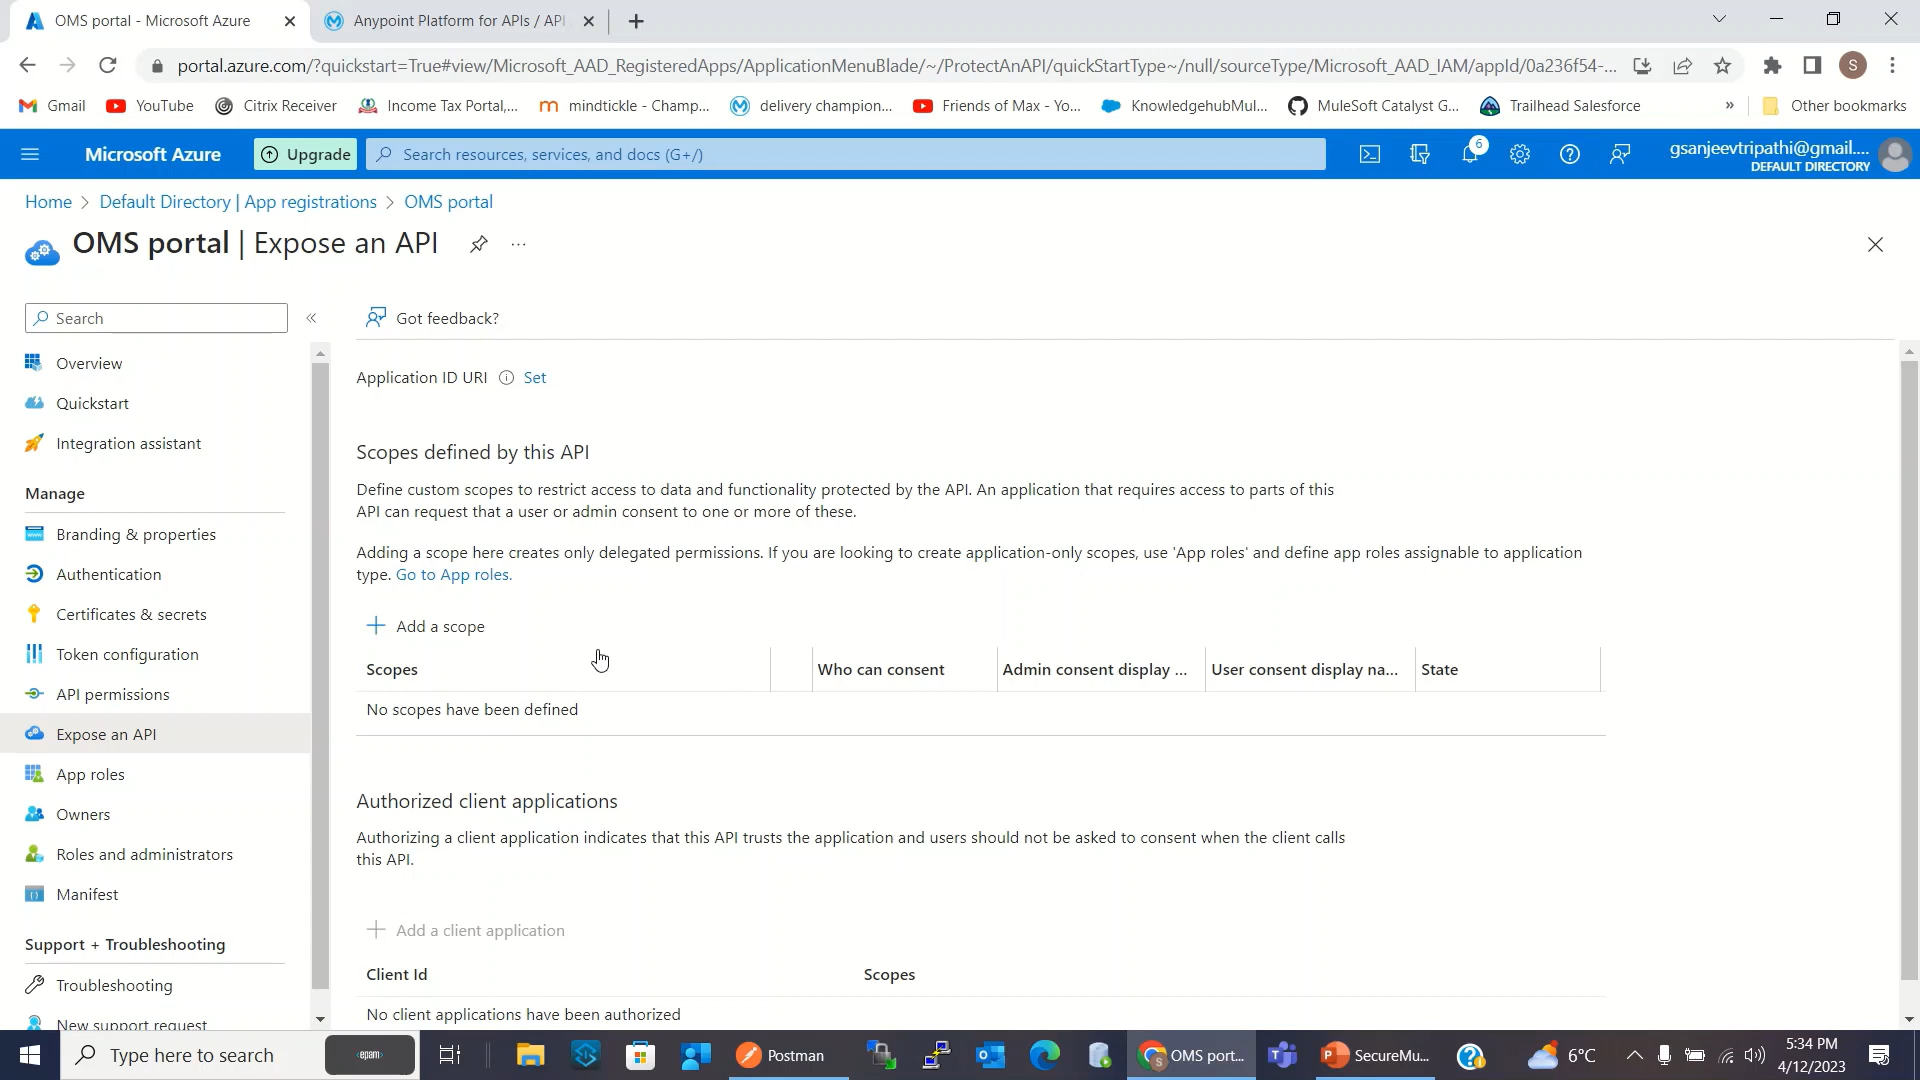 OMS portal - Microsoft Azure
Anypoint Platform for APIs / API
portal.azure.com/?quickstart=True#view/Microsoft_AAD_RegisteredApps/ApplicationMenuBlade/~/ProtectAnAPI/quickStartType~/null/sourceType/Microsoft_AAD_IAM/appId/0a236f54-...
S
Gmail
YouTube
Citrix Receiver
Income Tax Portal,...
mindtickle - Champ...
delivery champion...
Friends of Max - Yo...
KnowledgehubMul...
MuleSoft Catalyst G...
Trailhead Salesforce
»
Other bookmarks
Microsoft Azure
Upgrade
Search resources, services, and docs (G+/)
6
gsanjeevtripathi@gmail....
DEFAULT DIRECTORY
Home > Default Directory | App registrations > OMS portal
OMS portal | Expose an API
...
Search
«
Got feedback?
Overview
Quickstart
Integration assistant
Manage
Branding & properties
Authentication
Certificates & secrets
Token configuration
API permissions
Expose an API
App roles
Owners
Roles and administrators
Manifest
Support + Troubleshooting
Troubleshooting
New support request
Application ID URI Set
Scopes defined by this API
Define custom scopes to restrict access to data and functionality protected by the API. An application that requires access to parts of this
API can request that a user or admin consent to one or more of these.
Adding a scope here creates only delegated permissions. If you are looking to create application-only scopes, use 'App roles' and define app roles assignable to application
type. Go to App roles.
Add a scope
Scopes Who can consent Admin consent display ... User consent display na... State
No scopes have been defined
Authorized client applications
Authorizing a client application indicates that this API trusts the application and users should not be asked to consent when the client calls
this API.
Add a client application
Client Id Scopes
No client applications have been authorized
Type here to search
<epam>
Postman
OMS port...
SecureMu...
6°C
5:34 PM
4/12/2023